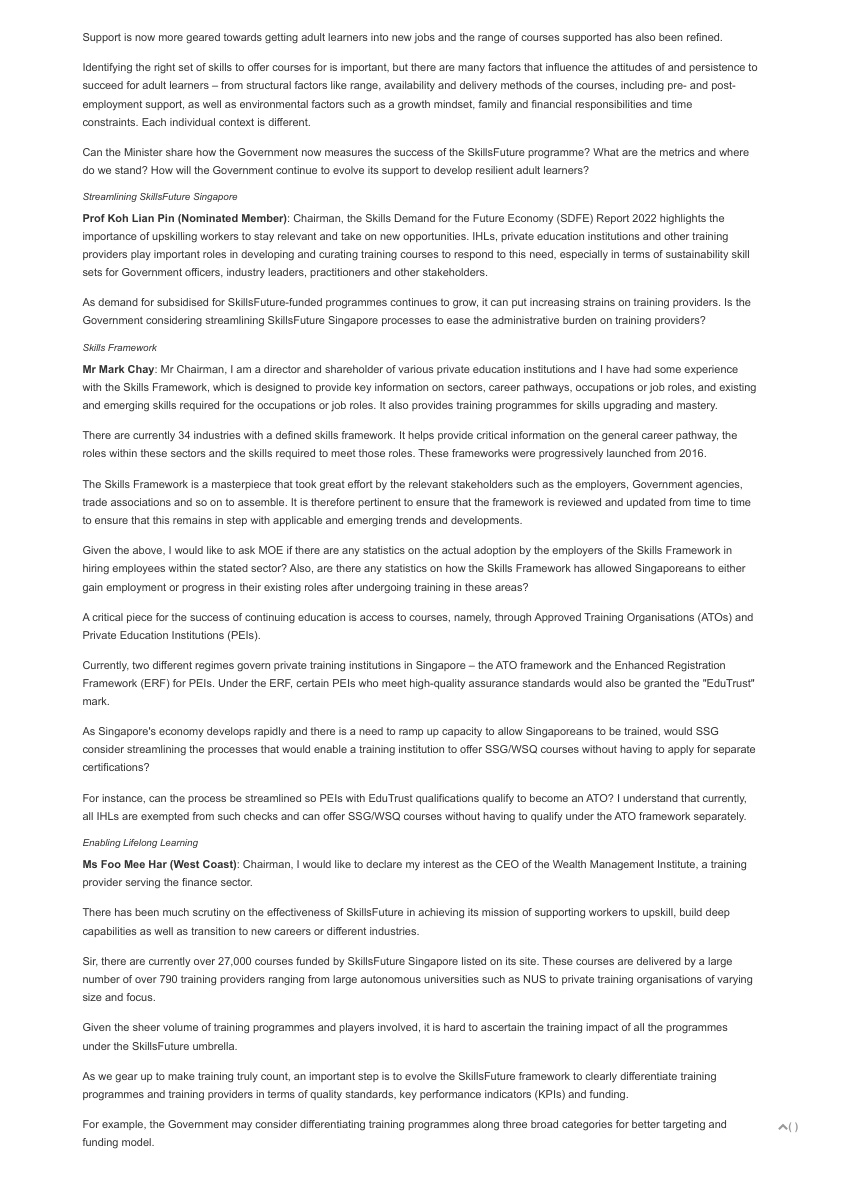 Support is now more geared towards getting adult learners into new jobs and the range of courses supported has also been refined.
Identifying the right set of skills to offer courses for is important, but there are many factors that influence the attitudes of and persistence to
succeed for adult learners – from structural factors like range, availability and delivery methods of the courses, including pre- and post-
employment support, as well as environmental factors such as a growth mindset, family and financial responsibilities and time
constraints. Each individual context is different.
Can the Minister share how the Government now measures the success of the SkillsFuture programme? What are the metrics and where
do we stand? How will the Government continue to evolve its support to develop resilient adult learners?
Streamlining SkillsFuture Singapore
Prof Koh Lian Pin (Nominated Member): Chairman, the Skills Demand for the Future Economy (SDFE) Report 2022 highlights the
importance of upskilling workers to stay relevant and take on new opportunities. IHLs, private education institutions and other training
providers play important roles in developing and curating training courses to respond to this need, especially in terms of sustainability skill
sets for Government officers, industry leaders, practitioners and other stakeholders.
As demand for subsidised for SkillsFuture-funded programmes continues to grow, it can put increasing strains on training providers. Is the
Government considering streamlining SkillsFuture Singapore processes to ease the administrative burden on training providers?
Skills Framework
Mr Mark Chay: Mr Chairman, I am a director and shareholder of various private education institutions and I have had some experience
with the Skills Framework, which is designed to provide key information on sectors, career pathways, occupations or job roles, and existing
and emerging skills required for the occupations or job roles. It also provides training programmes for skills upgrading and mastery.
There are currently 34 industries with a defined skills framework. It helps provide critical information on the general career pathway, the
roles within these sectors and the skills required to meet those roles. These frameworks were progressively launched from 2016.
The Skills Framework is a masterpiece that took great effort by the relevant stakeholders such as the employers, Government agencies,
trade associations and so on to assemble. It is therefore pertinent to ensure that the framework is reviewed and updated from time to time
to ensure that this remains in step with applicable and emerging trends and developments.
Given the above, I would like to ask MOE if there are any statistics on the actual adoption by the employers of the Skills Framework in
hiring employees within the stated sector? Also, are there any statistics on how the Skills Framework has allowed Singaporeans to either
gain employment or progress in their existing roles after undergoing training in these areas?
A critical piece for the success of continuing education is access to courses, namely, through Approved Training Organisations (ATOs) and
Private Education Institutions (PEIs).
Currently, two different regimes govern private training institutions in Singapore – the ATO framework and the Enhanced Registration
Framework (ERF) for PEIs. Under the ERF, certain PEIs who meet high-quality assurance standards would also be granted the "EduTrust"
mark.
As Singapore's economy develops rapidly and there is a need to ramp up capacity to allow Singaporeans to be trained, would SSG
consider streamlining the processes that would enable a training institution to offer SSG/WSQ courses without having to apply for separate
certifications?
For instance, can the process be streamlined so PEIs with EduTrust qualifications qualify to become an ATO? I understand that currently,
all IHLs are exempted from such checks and can offer SSG/WSQ courses without having to qualify under the ATO framework separately.
Enabling Lifelong Learning
Ms Foo Mee Har (West Coast): Chairman, I would like to declare my interest as the CEO of the Wealth Management Institute, a training
provider serving the finance sector.
There has been much scrutiny on the effectiveness of SkillsFuture in achieving its mission of supporting workers to upskill, build deep
capabilities as well as transition to new careers or different industries.
Sir, there are currently over 27,000 courses funded by SkillsFuture Singapore listed on its site. These courses are delivered by a large
number of over 790 training providers ranging from large autonomous universities such as NUS to private training organisations of varying
size and focus.
Given the sheer volume of training programmes and players involved, it is hard to ascertain the training impact of all the programmes
under the SkillsFuture umbrella.
As we gear up to make training truly count, an important step is to evolve the SkillsFuture framework to clearly differentiate training
programmes and training providers in terms of quality standards, key performance indicators (KPIs) and funding.
For example, the Government may consider differentiating training programmes along three broad categories for better targeting and
funding model.
( )